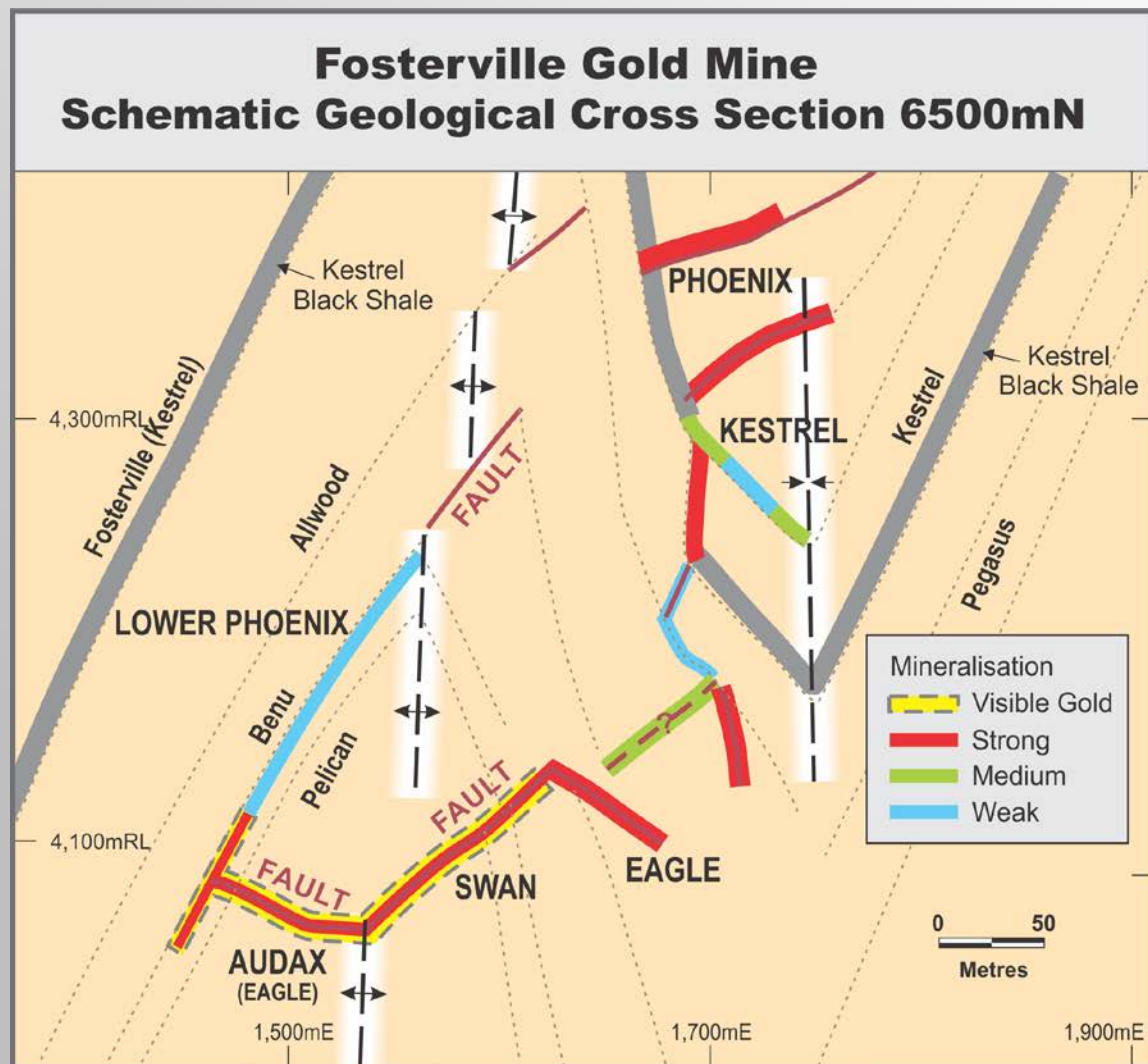 Fosterville Gold Mine
Schematic Geological Cross Section 6500mN
Kestrel
Black Shale
PHOENIX
Kestrel
Black Shale
Fosterville (Kestrel)
4,300mRL
KESTREL
Kestrel
FAULT
Allwood
Pegasus
LOWER PHOENIX
Benu
Pelican
?
FAULT
Mineralisation
Visible Gold
Strong
Medium
Weak
4,100mRL
FAULT
SWAN
EAGLE
AUDAX
(EAGLE)
0 50
Metres
1,500mE
1,700mE
1,900mE